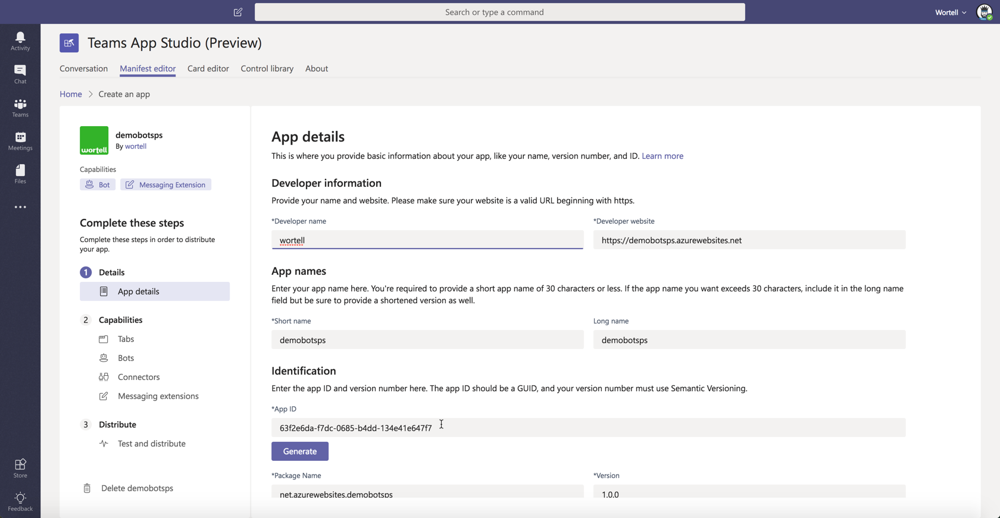 Search or type a command
Wortell
Activity
Chat
Teams
Meetings
Files
Store
Feedback
Teams App Studio (Preview)
Conversation
Manifest editor
Card editor
Control library
About
Home > Create an app
wortell
demobotsps
By wortell
Capabilities
Bot
Messaging Extension
Complete these steps
Complete these steps in order to distribute
your app.
1 Details
App details
2 Capabilities
Tabs
Bots
Connectors
Messaging extensions
3 Distribute
Test and distribute
Delete demobotsps
App details
This is where you provide basic information about your app, like your name, version number, and ID. Learn more
Developer information
Provide your name and website. Please make sure your website is a valid URL beginning with https.
*Developer name
*Developer website
wortell
https://demobotsps.azurewebsites.net
App names
Enter your app name here. You're required to provide a short app name of 30 characters or less. If the app name you want exceeds 30 characters, include it in the long name
field but be sure to provide a shortened version as well.
*Short name
Long name
demobotsps
demobotsps
Identification
Enter the app ID and version number here. The app ID should be a GUID, and your version number must use Semantic Versioning.
*App ID
63f2e6da-f7dc-0685-b4dd-134e41e647f7
Generate
*Package Name
*Version
net.azurewebsites.demobotsps
1.0.0